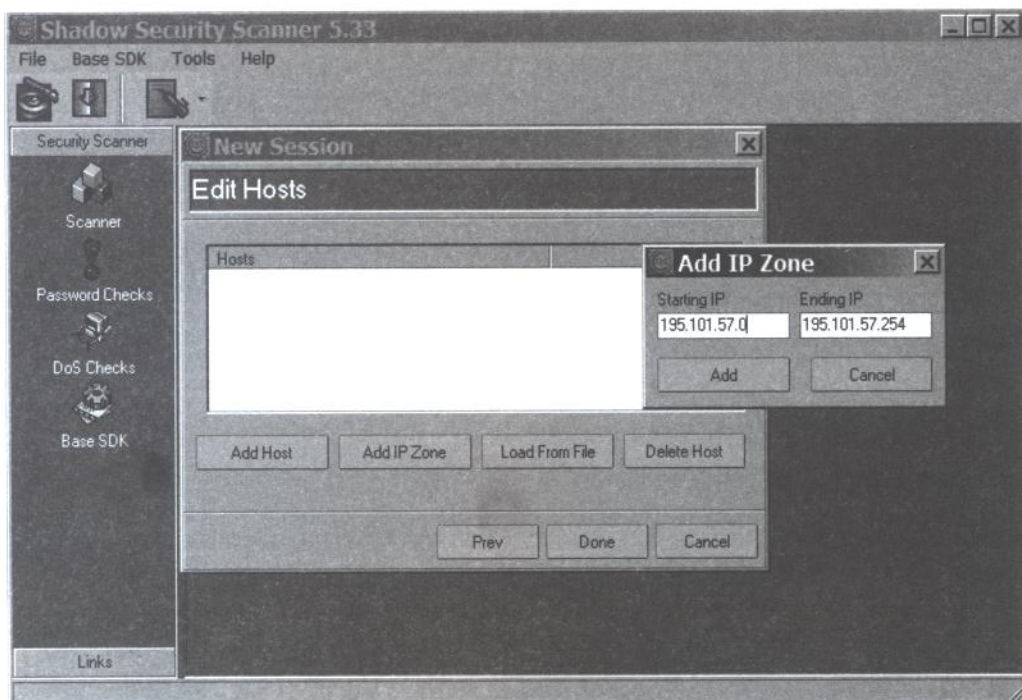 Shadow Security Scanner 5.33
File Base SDK Tools Help
Security Scanner
Scanner
Password Checks
DoS Checks
Base SDK
Links
New Session
Edit Hosts
Hosts
Add Host
Add IP Zone
Load From File
Delete Host
Prev
Done
Cancel
Add IP Zone
Starting IP
Ending IP
195.101.57.0
195.101.57.254
Add
Cancel